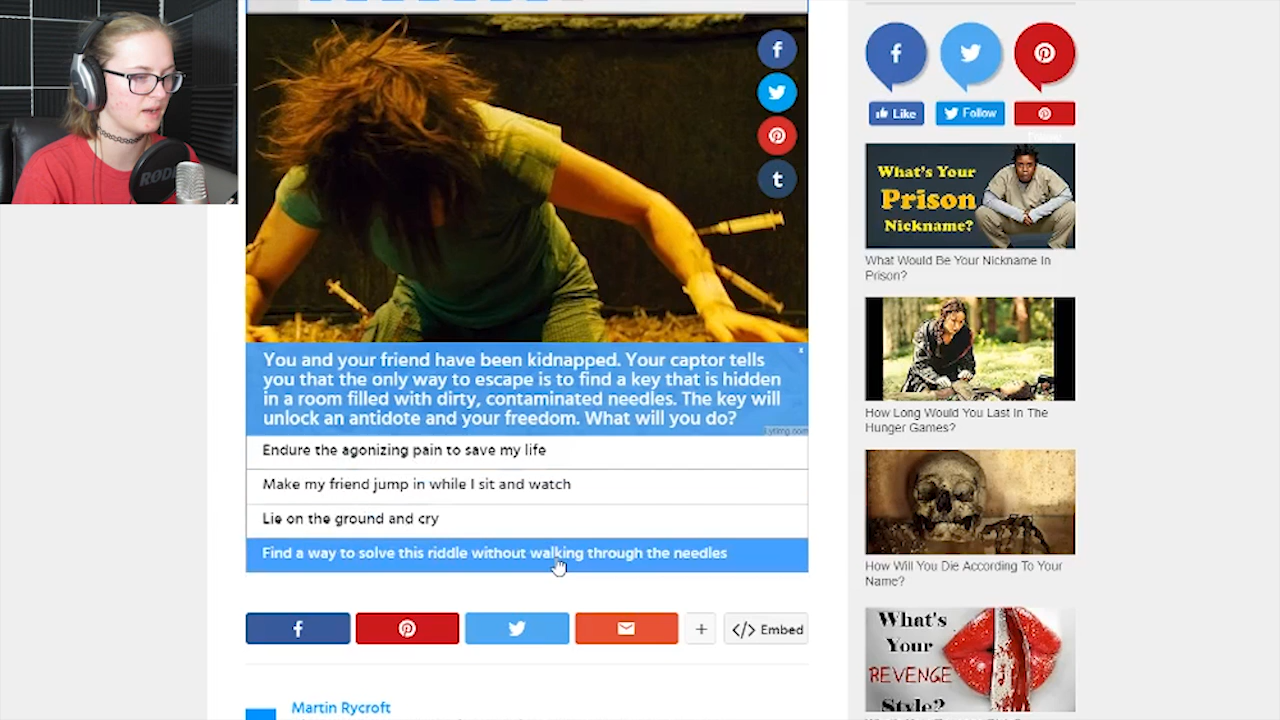 RØDE
f
t
f
Like
Follow
What's Your
Prison
Nickname?
What Would Be Your Nickname In
Prison?
You and your friend have been kidnapped. Your captor tells
you that the only way to escape is to find a key that is hidden
in a room filled with dirty, contaminated needles. The key will
unlock an antidote and your freedom. What will you do?
x
Endure the agonizing pain to save my life
Make my friend jump in while I sit and watch
Lie on the ground and cry
Find a way to solve this riddle without walking through the needles
How Long Would You Last In The
Hunger Games?
How Will You Die According To Your
Name?
f
+
</> Embed
What's
Your
REVENGE
Style?
Martin Rycroft